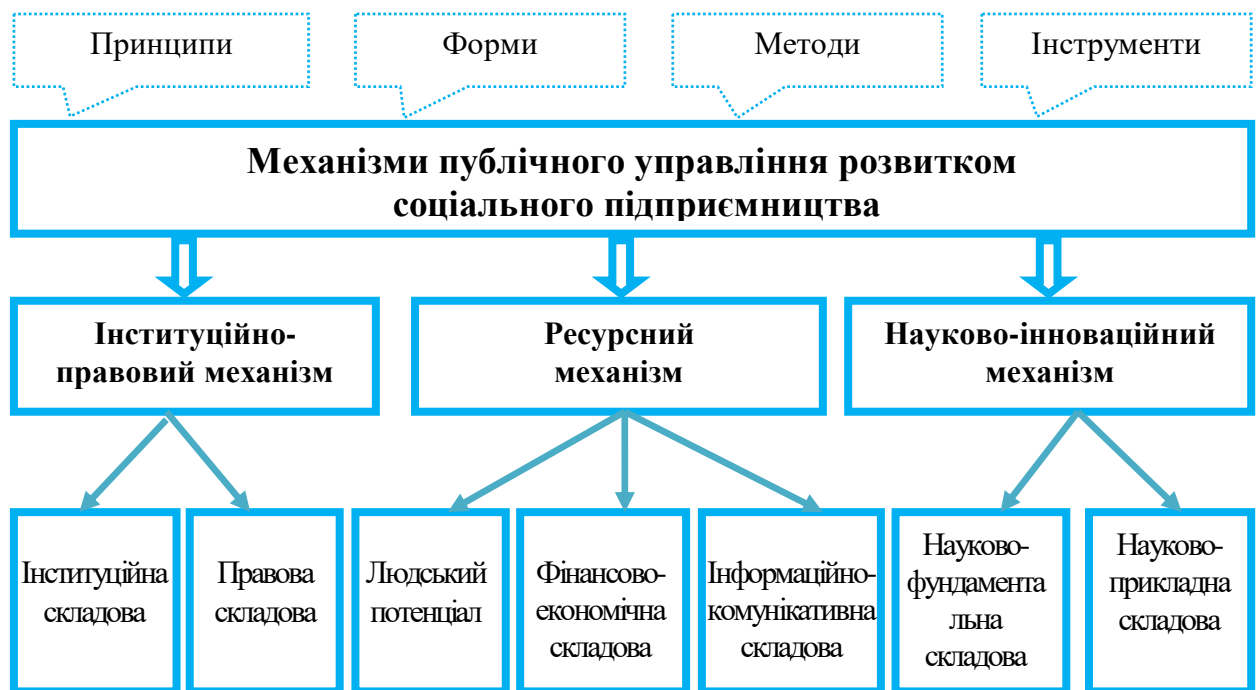 Принципи
Форми
Методи
Інструменти
Механізми публічного управління розвитком
соціального підприємництва
Інституційно-
правовий механізм
Ресурсний
механізм
Науково-інноваційний
механізм
Інституційна
складова
Правова
складова
Людський
потенціал
Фінансово-
економічна
складова
Інформаційно-
комунікативна
складова
Науково-
фундамента
льна
складова
Науково-
прикладна
складова